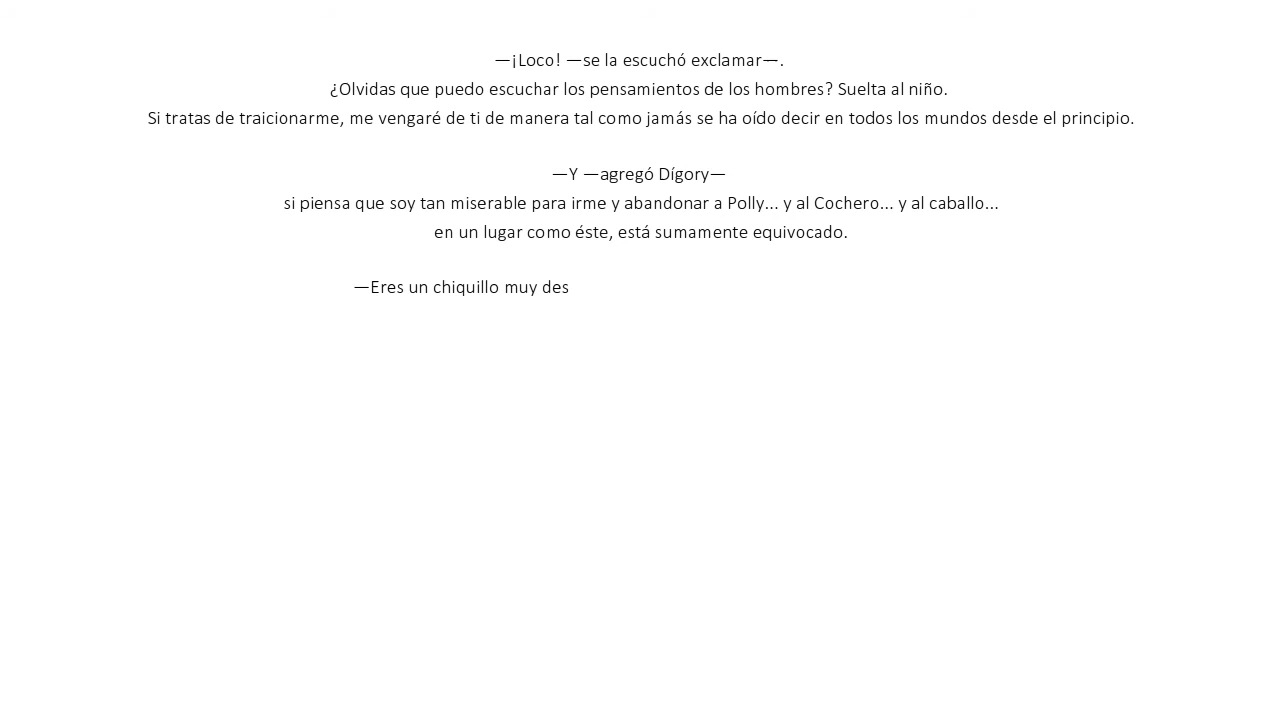 —¡Loco! —se la escuchó exclamar—.
¿Olvidas que puedo escuchar los pensamientos de los hombres? Suelta al niño.
Si tratas de traicionarme, me vengaré de ti de manera tal como jamás se ha oído decir en todos los mundos desde el principio.
—Y —agregó Dígory—
si piensa que soy tan miserable para irme y abandonar a Polly... y al Cochero... y al caballo...
en un lugar como éste, está sumamente equivocado.
—Eres un chiquillo muy des